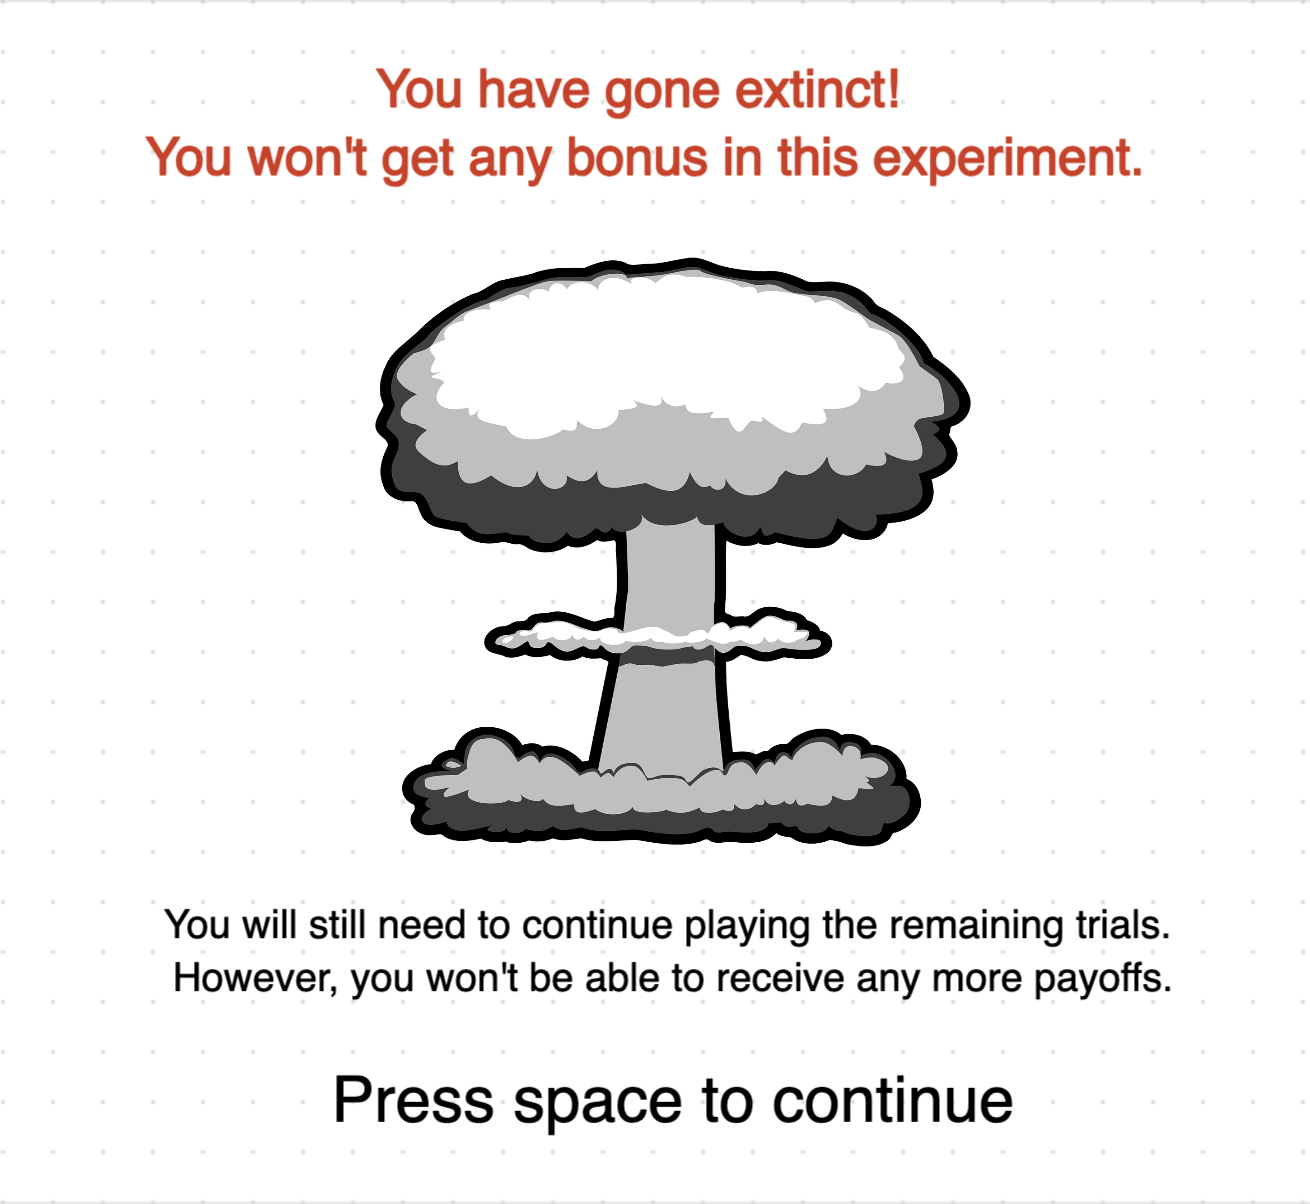 You have gone extinct!
You won't get any bonus in this experiment.
You will still need to continue playing the remaining trials.
However, you won't be able to receive any more payoffs.
Press space to continue